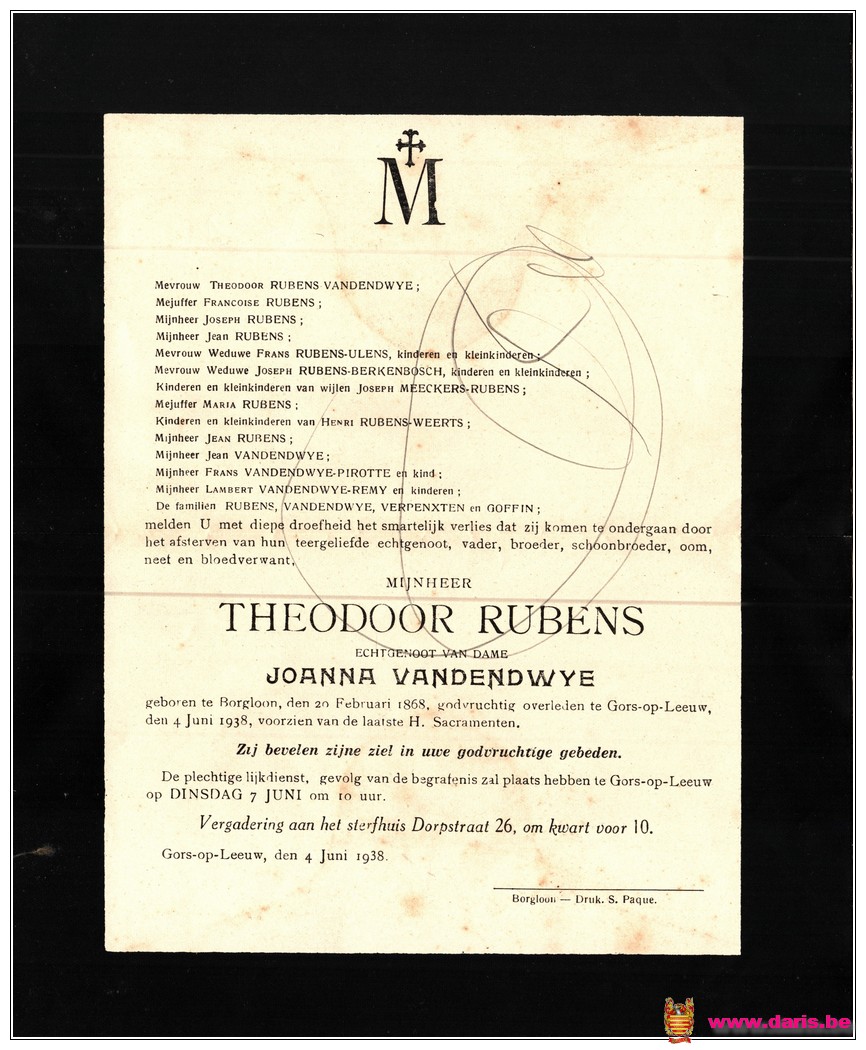 M
Mevrouw THEODOOR RUBENS VANDENDWYE ;
Mejuffer FRANCOISE RUBENS ;
Mijnheer JOSEPH RUBENS ;
Mijnheer Jean RUBENS ;
Mevrouw Weduwe FRANS RUBENS-ULENS, kinderen en kleinkinderen ;
Mevrouw Weduwe JOSEPH RUBENS-BERKENBOSCH, kinderen en kleinkinderen ;
Kinderen en kleinkinderen van wijlen JOSEPH MEECKERS-RUBENS ;
Mejuffer MARIA RUBENS ;
Kinderen en kleinkinderen van HENRI RUBENS-WEERTS ;
Mijnheer JEAN RUBENS ;
Mijnheer Jean VANDENDWYE ;
Mijnheer FRANS VANDENDWYE-PIROTTE en kind ;
Mijnheer LAMBERT VANDENDWYE-REMY en kinderen ;
De familien RUBENS, VANDENDWYE, VERPENXTEN en GOFFIN ;
melden U met diepe droefheid het smartelijk verlies dat zij komen te ondergaan door
het afsterven van hun teergeliefde echtgenoot, vader, broeder, schoonbroeder, oom,
neef en bloedverwant,
MIJNHEER
THEODOOR RUBENS
ECHTGENOOT VAN DAME
JOANNA VANDENDWYE
geboren te Borgloon, den 20 Februari 1868, godvruchtig overleden te Gors-op-Leeuw,
den 4 Juni 1938, voorzien van de laatste H. Sacramenten.
Zij bevelen zijne ziel in uwe godvruchtige gebeden.
De plechtige lijkdienst, gevolg van de begrafenis zal plaats hebben te Gors-op-Leeuw
op DINSDAG 7 JUNI om 10 uur.
Vergadering aan het sterfhuis Dorpstraat 26, om kwart voor 10.
Gors-op-Leeuw, den 4 Juni 1938.
Borgloon — Druk. S. Paque.
www.daris.be